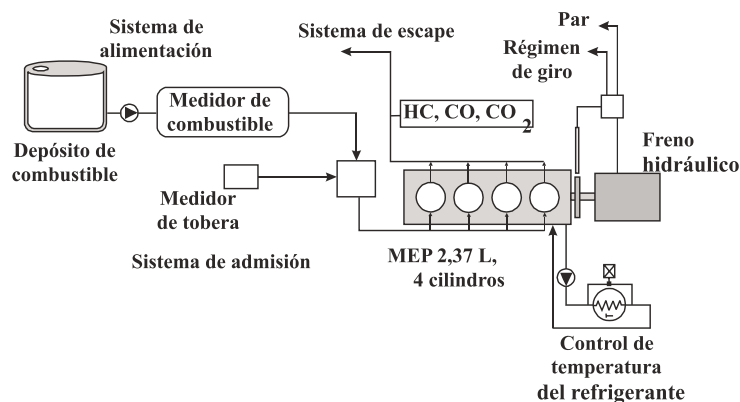 Sistema de
alimentación
Sistema de escape
Par
Régimen
de giro
Medidor de
combustible
HC, CO, CO
2
Freno
hidráulico
Depósito de
combustible
Medidor
de tobera
Sistema de admisión
MEP 2,37 L,
4 cilindros
Control de
temperatura
del refrigerante